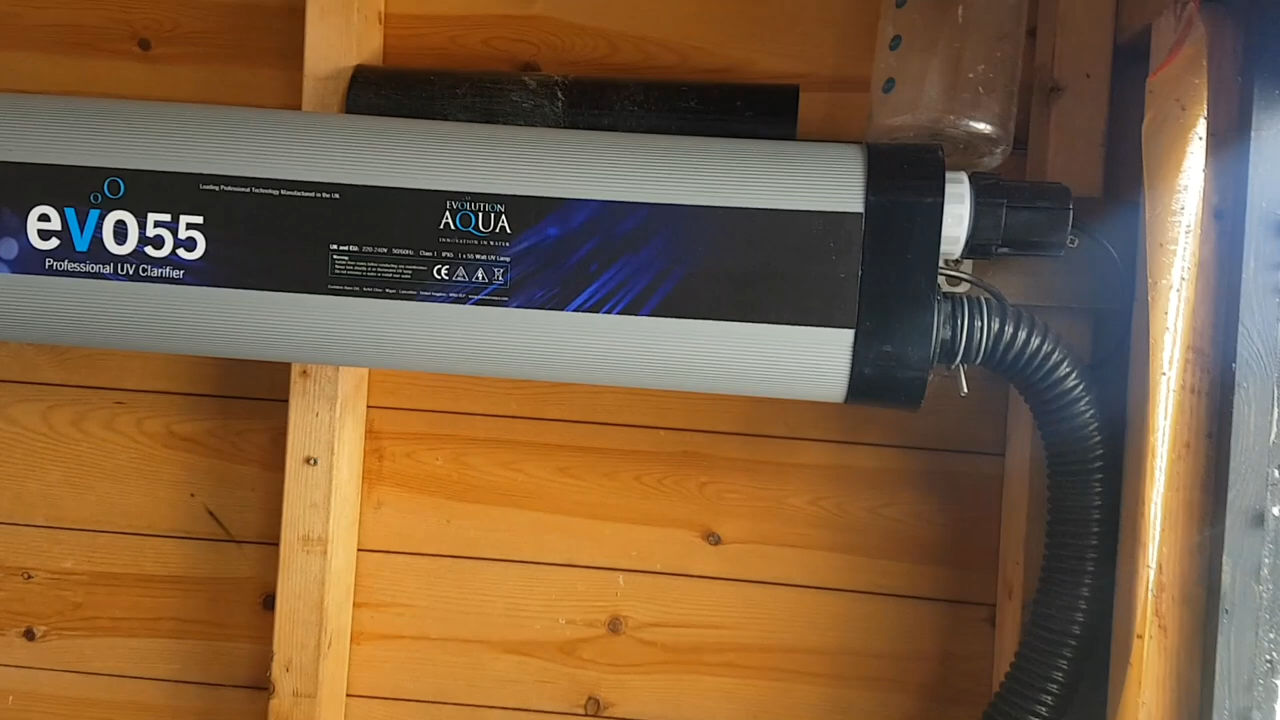 Leading Professional Technology Manufactured in the UK
evo55
Professional UV Clarifier
EVOLUTION
AQUA
INNOVATION IN WATER
UK and EU: 220-240V 50/60Hz Class I IPX5 1 x 55 Watt UV Lamp
Warning:
CE